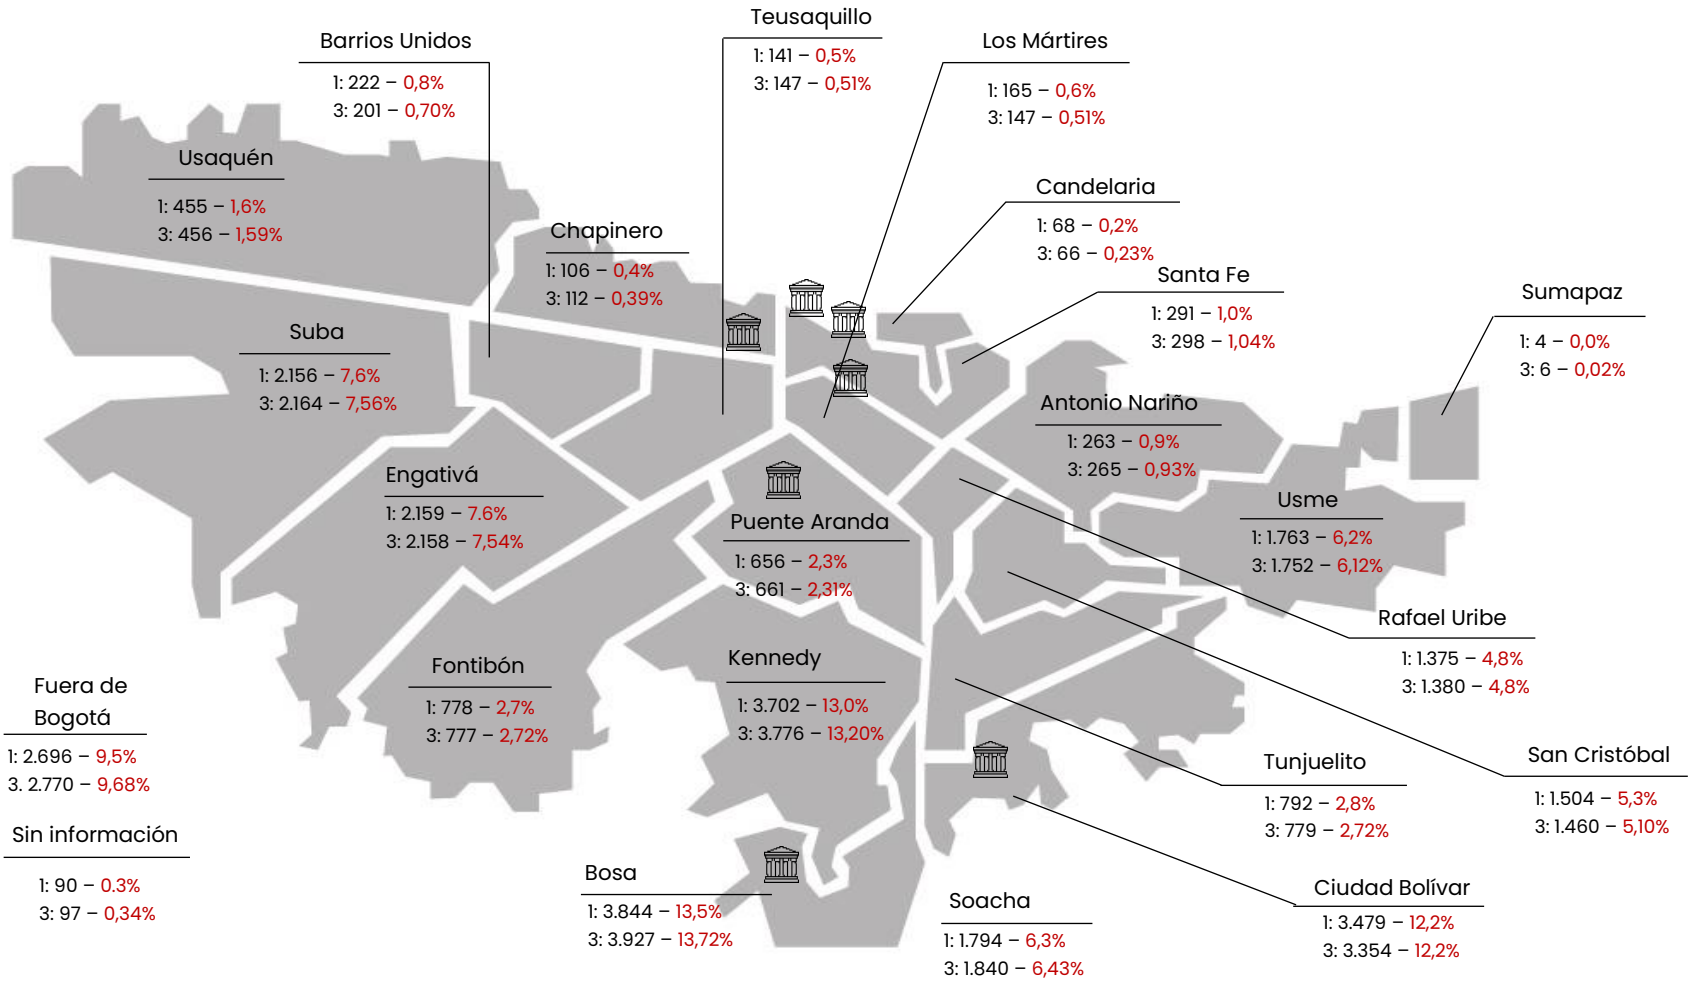 Teusaquillo
1: 141 – 0,5%
3: 147 – 0,51%
Barrios Unidos
1: 222 – 0,8%
3: 201 – 0,70%
Los Mártires
1: 165 – 0,6%
3: 147 – 0,51%
Usaquén
1: 455 – 1,6%
3: 456 – 1,59%
Candelaria
1: 68 – 0,2%
3: 66 – 0,23%
Chapinero
1: 106 – 0,4%
3: 112 – 0,39%
Santa Fe
1: 291 – 1,0%
3: 298 – 1,04%
Sumapaz
1: 4 – 0,0%
3: 6 – 0,02%
Suba
1: 2.156 – 7,6%
3: 2.164 – 7,56%
Antonio Nariño
1: 263 – 0,9%
3: 265 – 0,93%
Engativá
1: 2.159 – 7.6%
3: 2.158 – 7,54%
Puente Aranda
1: 656 – 2,3%
3: 661 – 2,31%
Usme
1: 1.763 – 6,2%
3: 1.752 – 6,12%
Rafael Uribe
1: 1.375 – 4,8%
3: 1.380 – 4,8%
Fontibón
1: 778 – 2,7%
3: 777 – 2,72%
Kennedy
1: 3.702 – 13,0%
3: 3.776 – 13,20%
Fuera de
Bogotá
1: 2.696 – 9,5%
3. 2.770 – 9,68%
Tunjuelito
1: 792 – 2,8%
3: 779 – 2,72%
San Cristóbal
1: 1.504 – 5,3%
3: 1.460 – 5,10%
Sin información
1: 90 – 0.3%
3: 97 – 0,34%
Bosa
1: 3.844 – 13,5%
3: 3.927 – 13,72%
Soacha
1: 1.794 – 6,3%
3: 1.840 – 6,43%
Ciudad Bolívar
1: 3.479 – 12,2%
3: 3.354 – 12,2%